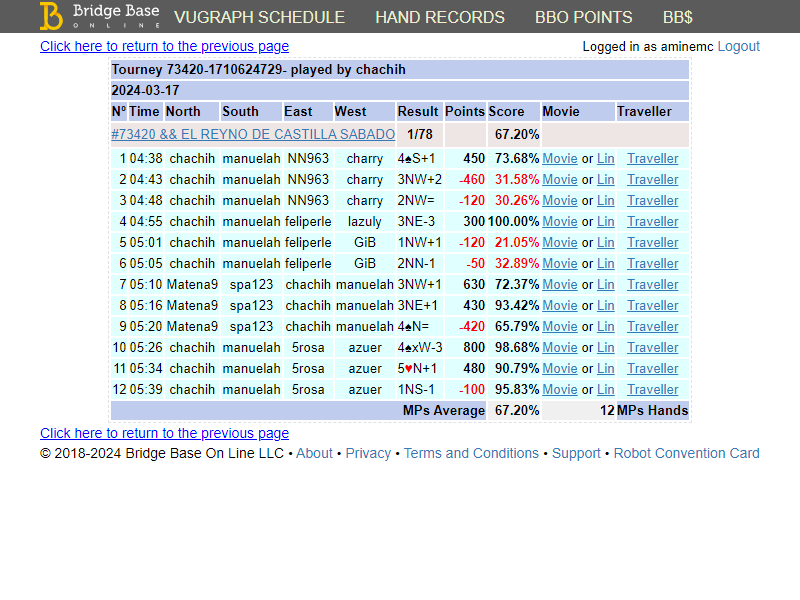 Bridge Base VUGRAPH SCHEDULE HAND RECORDS BBO POINTS BB$
ONLINE
Click here to return to the previous page Logged in as aminemc Logout
Tourney 73420-1710624729- played by chachih
2024-03-17
Nº Time North South East West Result Points Score Movie Traveller
#73420 && EL REYNO DE CASTILLA SABADO 1/78 67.20%
1 04:38 chachih manuelah NN963 charry 4♠S+1 450 73.68% Movie or Lin Traveller
2 04:43 chachih manuelah NN963 charry 3NW+2 -460 31.58% Movie or Lin Traveller
3 04:48 chachih manuelah NN963 charry 2NW= -120 30.26% Movie or Lin Traveller
4 04:55 chachih manuelah feliperle lazuly 3NE-3 300 100.00% Movie or Lin Traveller
5 05:01 chachih manuelah feliperle GiB 1NW+1 -120 21.05% Movie or Lin Traveller
6 05:05 chachih manuelah feliperle GiB 2NN-1 -50 32.89% Movie or Lin Traveller
7 05:10 Matena9 spa123 chachih manuelah 3NW+1 630 72.37% Movie or Lin Traveller
8 05:16 Matena9 spa123 chachih manuelah 3NE+1 430 93.42% Movie or Lin Traveller
9 05:20 Matena9 spa123 chachih manuelah 4♠N= -420 65.79% Movie or Lin Traveller
10 05:26 chachih manuelah 5rosa azuer 4♠xW-3 800 98.68% Movie or Lin Traveller
11 05:34 chachih manuelah 5rosa azuer 5♥N+1 480 90.79% Movie or Lin Traveller
12 05:39 chachih manuelah 5rosa azuer 1NS-1 -100 95.83% Movie or Lin Traveller
MPs Average 67.20% 12 MPs Hands
Click here to return to the previous page
© 2018-2024 Bridge Base On Line LLC • About • Privacy • Terms and Conditions • Support • Robot Convention Card